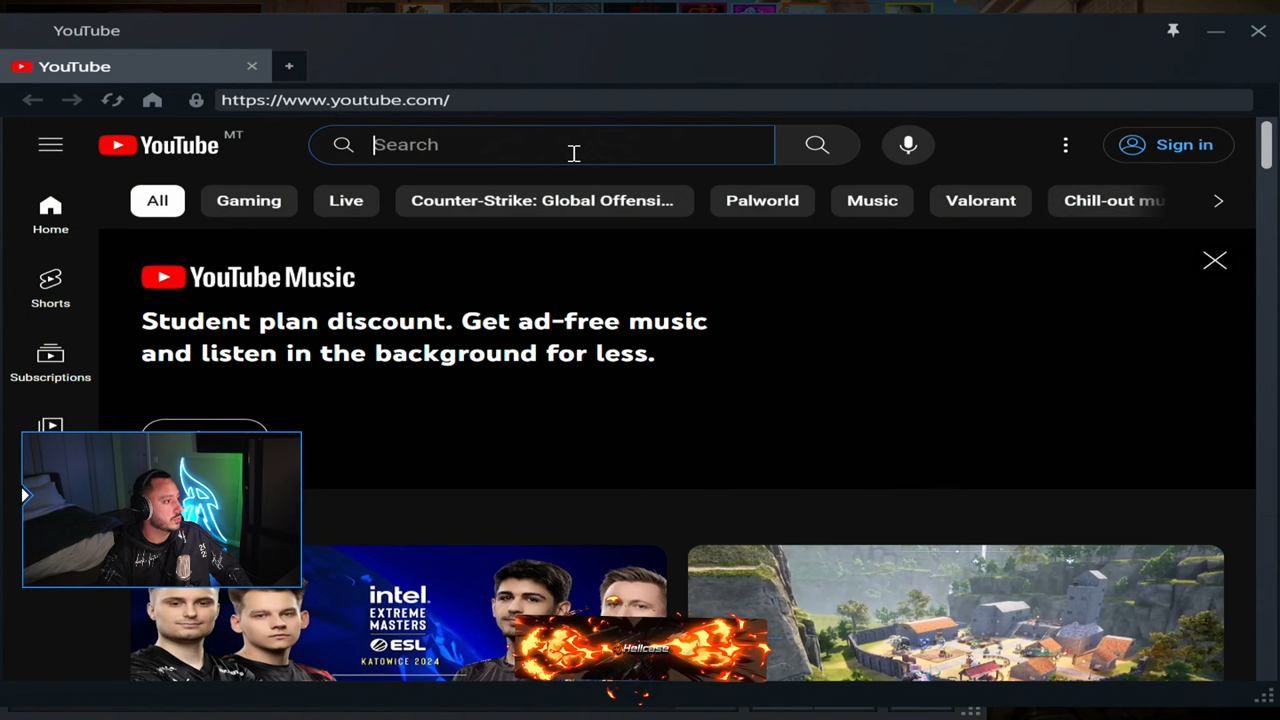 YouTube
YouTube
https://www.youtube.com/
YouTube MT
Search
Sign in
All
Gaming
Live
Counter-Strike: Global Offensi...
Palworld
Music
Valorant
Chill-out mu
Home
Shorts
Subscriptions
YouTube Music
Student plan discount. Get ad-free music
and listen in the background for less.
intel.
EXTREME
MASTERS
ESL
KATOWICE 2024
Hellcase